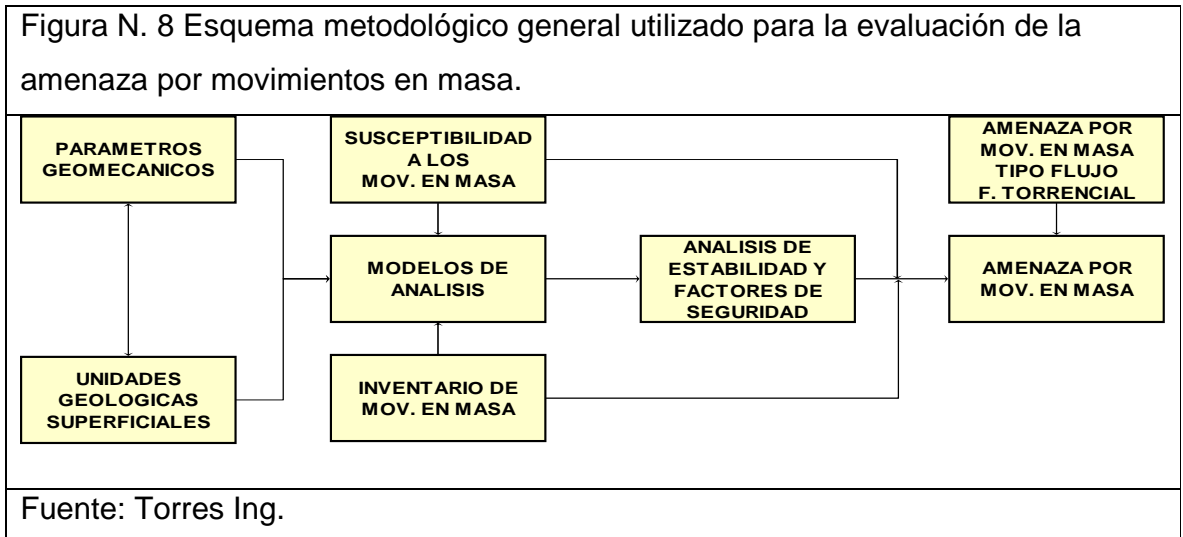 Figura N. 8 Esquema metodológico general utilizado para la evaluación de la
amenaza por movimientos en masa.
PARAMETROS
GEOMECANICOS
SUSCEPTIBILIDAD
A LOS
MOV. EN MASA
AMENAZA POR
MOV. EN MASA
TIPO FLUJO
F. TORRENCIAL
MODELOS DE
ANALISIS
ANALISIS DE
ESTABILIDAD Y
FACTORES DE
SEGURIDAD
AMENAZA POR
MOV. EN MASA
UNIDADES
GEOLOGICAS
SUPERFICIALES
INVENTARIO DE
MOV. EN MASA
Fuente: Torres Ing.